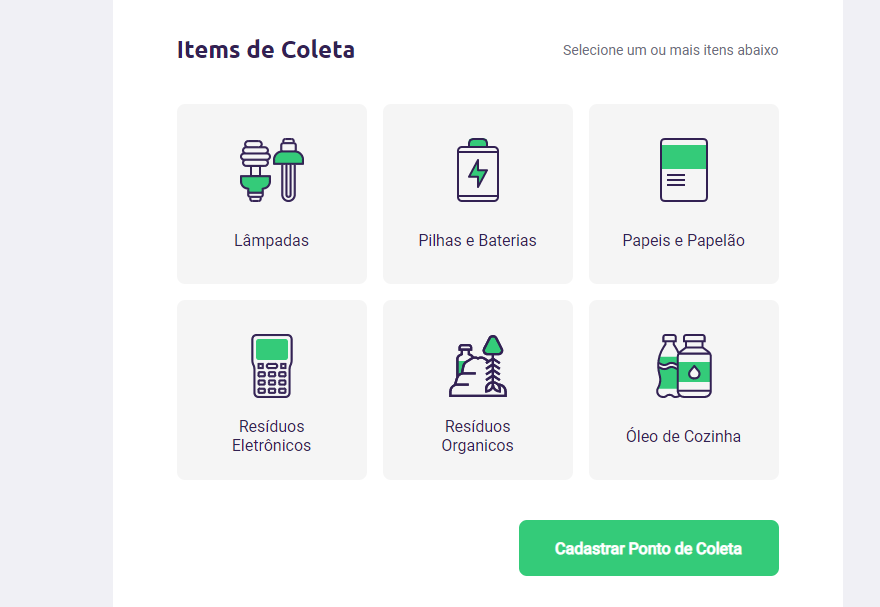 Items de Coleta
Selecione um ou mais itens abaixo
Lâmpadas
Pilhas e Baterias
Papeis e Papelão
Resíduos
Eletrônicos
Resíduos
Organicos
Óleo de Cozinha
Cadastrar Ponto de Coleta